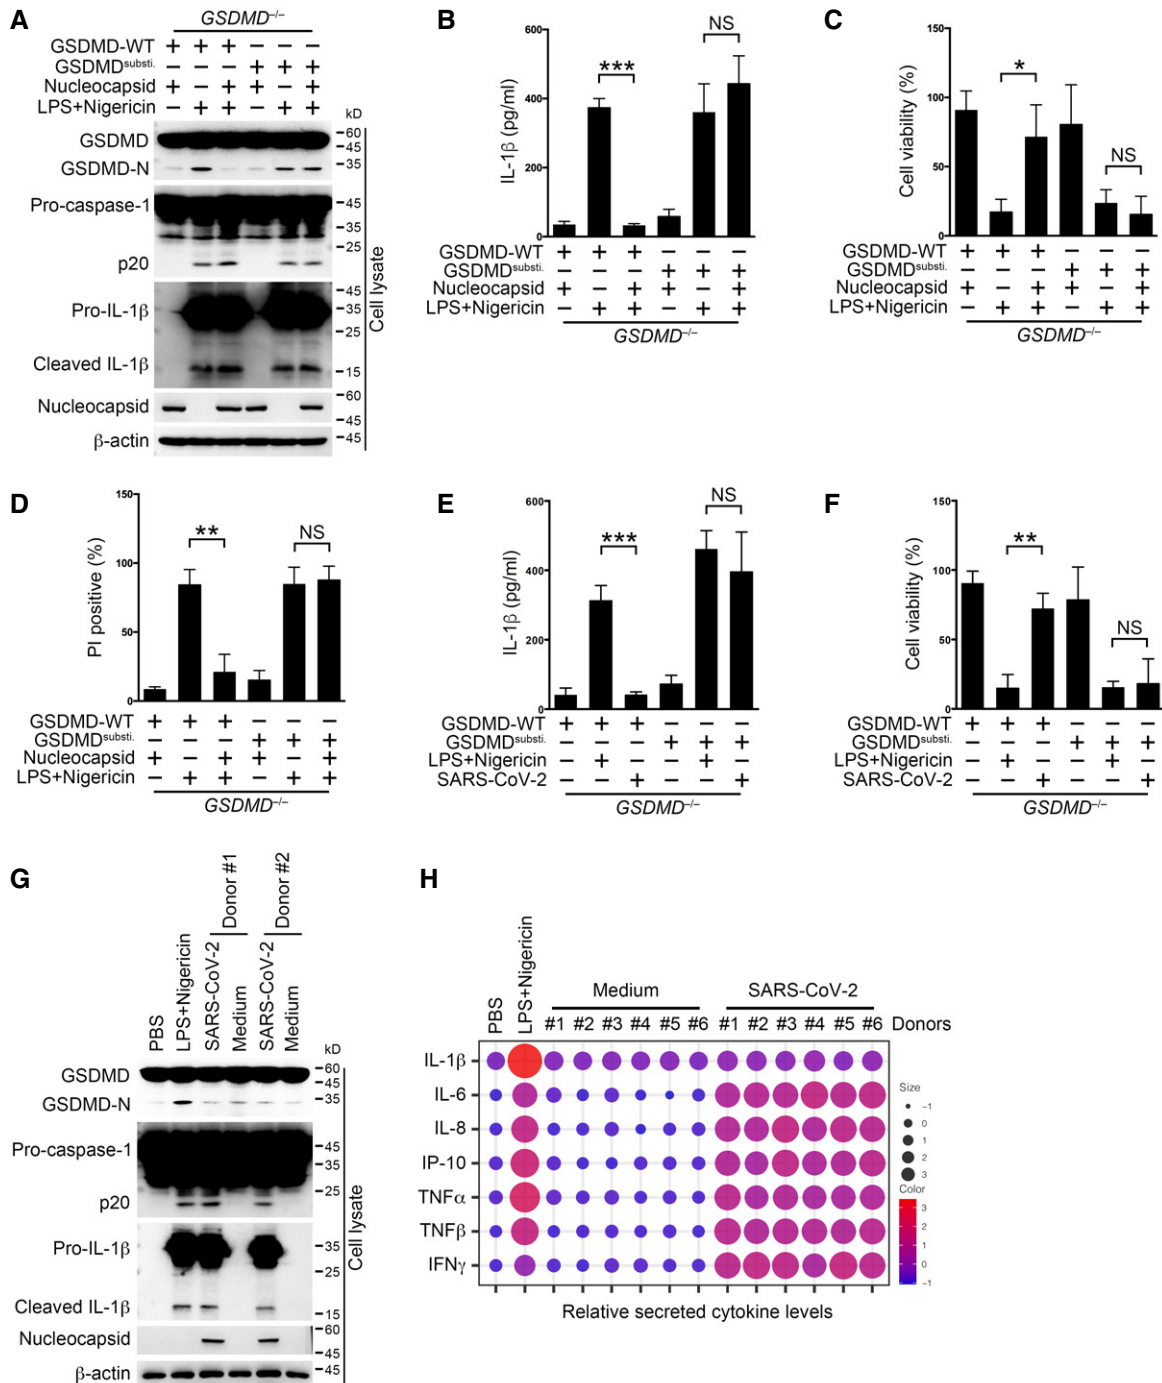 A
GSDMD–/–
GSDMD-WT + + + – – –
GSDMDsubsti. – – – + + +
Nucleocapsid + – + + – +
LPS+Nigericin – + + – + +
kD
GSDMD
60
45
GSDMD-N
35
Pro-caspase-1
45
35
25
p20
Pro-IL-1β
45
35
25
Cleaved IL-1β
15
Nucleocapsid
60
45
β-actin
45
Cell lysate
B
IL-1β (pg/ml)
600
400
200
0
***
NS
GSDMD-WT + + + – – –
GSDMDsubsti. – – – + + +
Nucleocapsid + – + + – +
LPS+Nigericin – + + – + +
GSDMD–/–
C
Cell viability (%)
150
100
50
0
*
NS
GSDMD-WT + + + – – –
GSDMDsubsti. – – – + + +
Nucleocapsid + – + + – +
LPS+Nigericin – + + – + +
GSDMD–/–
D
PI positive (%)
150
100
50
0
**
NS
GSDMD-WT + + + – – –
GSDMDsubsti. – – – + + +
Nucleocapsid + – + + – +
LPS+Nigericin – + + – + +
GSDMD–/–
E
IL-1β (pg/ml)
600
400
200
0
***
NS
GSDMD-WT + + + – – –
GSDMDsubsti. – – – + + +
LPS+Nigericin – + – – + –
SARS-CoV-2 – – + – – +
GSDMD–/–
F
Cell viability (%)
150
100
50
0
**
NS
GSDMD-WT + + + – – –
GSDMDsubsti. – – – + + +
LPS+Nigericin – + – – + –
SARS-CoV-2 – – + – – +
GSDMD–/–
G
Donor #1
Donor #2
PBS
LPS+Nigericin
SARS-CoV-2
Medium
SARS-CoV-2
Medium
kD
GSDMD
60
45
GSDMD-N
35
Pro-caspase-1
45
35
25
p20
Pro-IL-1β
35
25
Cleaved IL-1β
15
Nucleocapsid
60
45
β-actin
45
Cell lysate
H
PBS
LPS+Nigericin
Medium
SARS-CoV-2
#1 #2 #3 #4 #5 #6 #1 #2 #3 #4 #5 #6 Donors
IL-1β
IL-6
IL-8
IP-10
TNFα
TNFβ
IFNγ
Size
–1
0
1
2
3
Color
3
2
1
0
–1
Relative secreted cytokine levels